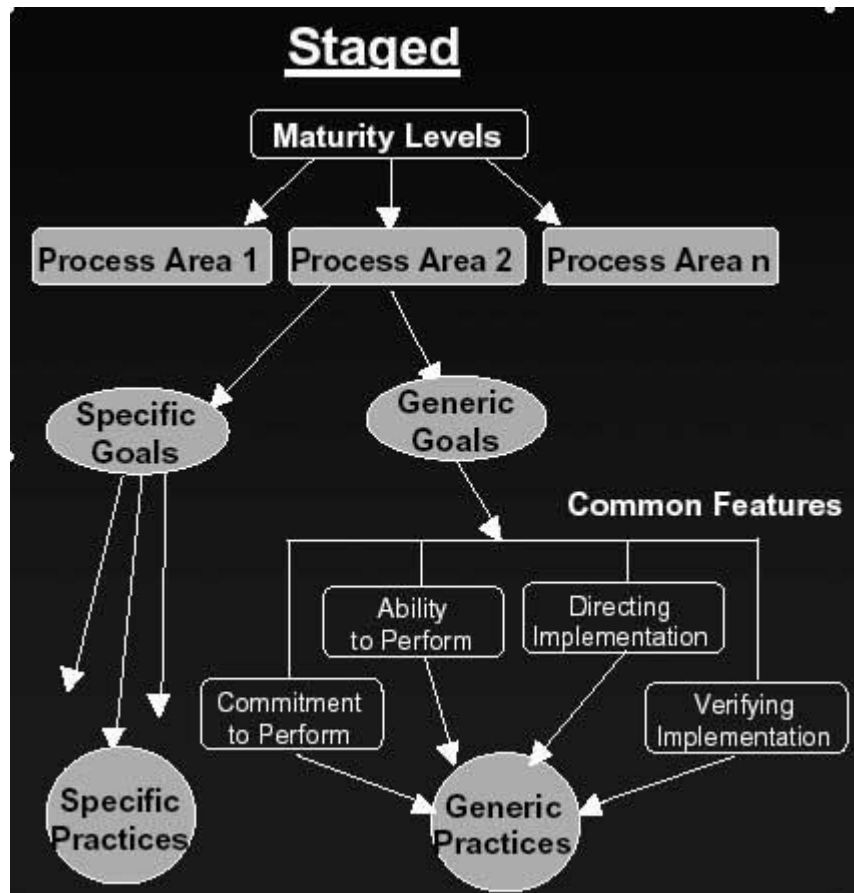 Staged
Maturity Levels
Process Area 1
Process Area 2
Process Area n
Specific
Goals
Generic
Goals
Common Features
Ability
to Perform
Directing
Implementation
Commitment
to Perform
Verifying
Implementation
Specific
Practices
Generic
Practices